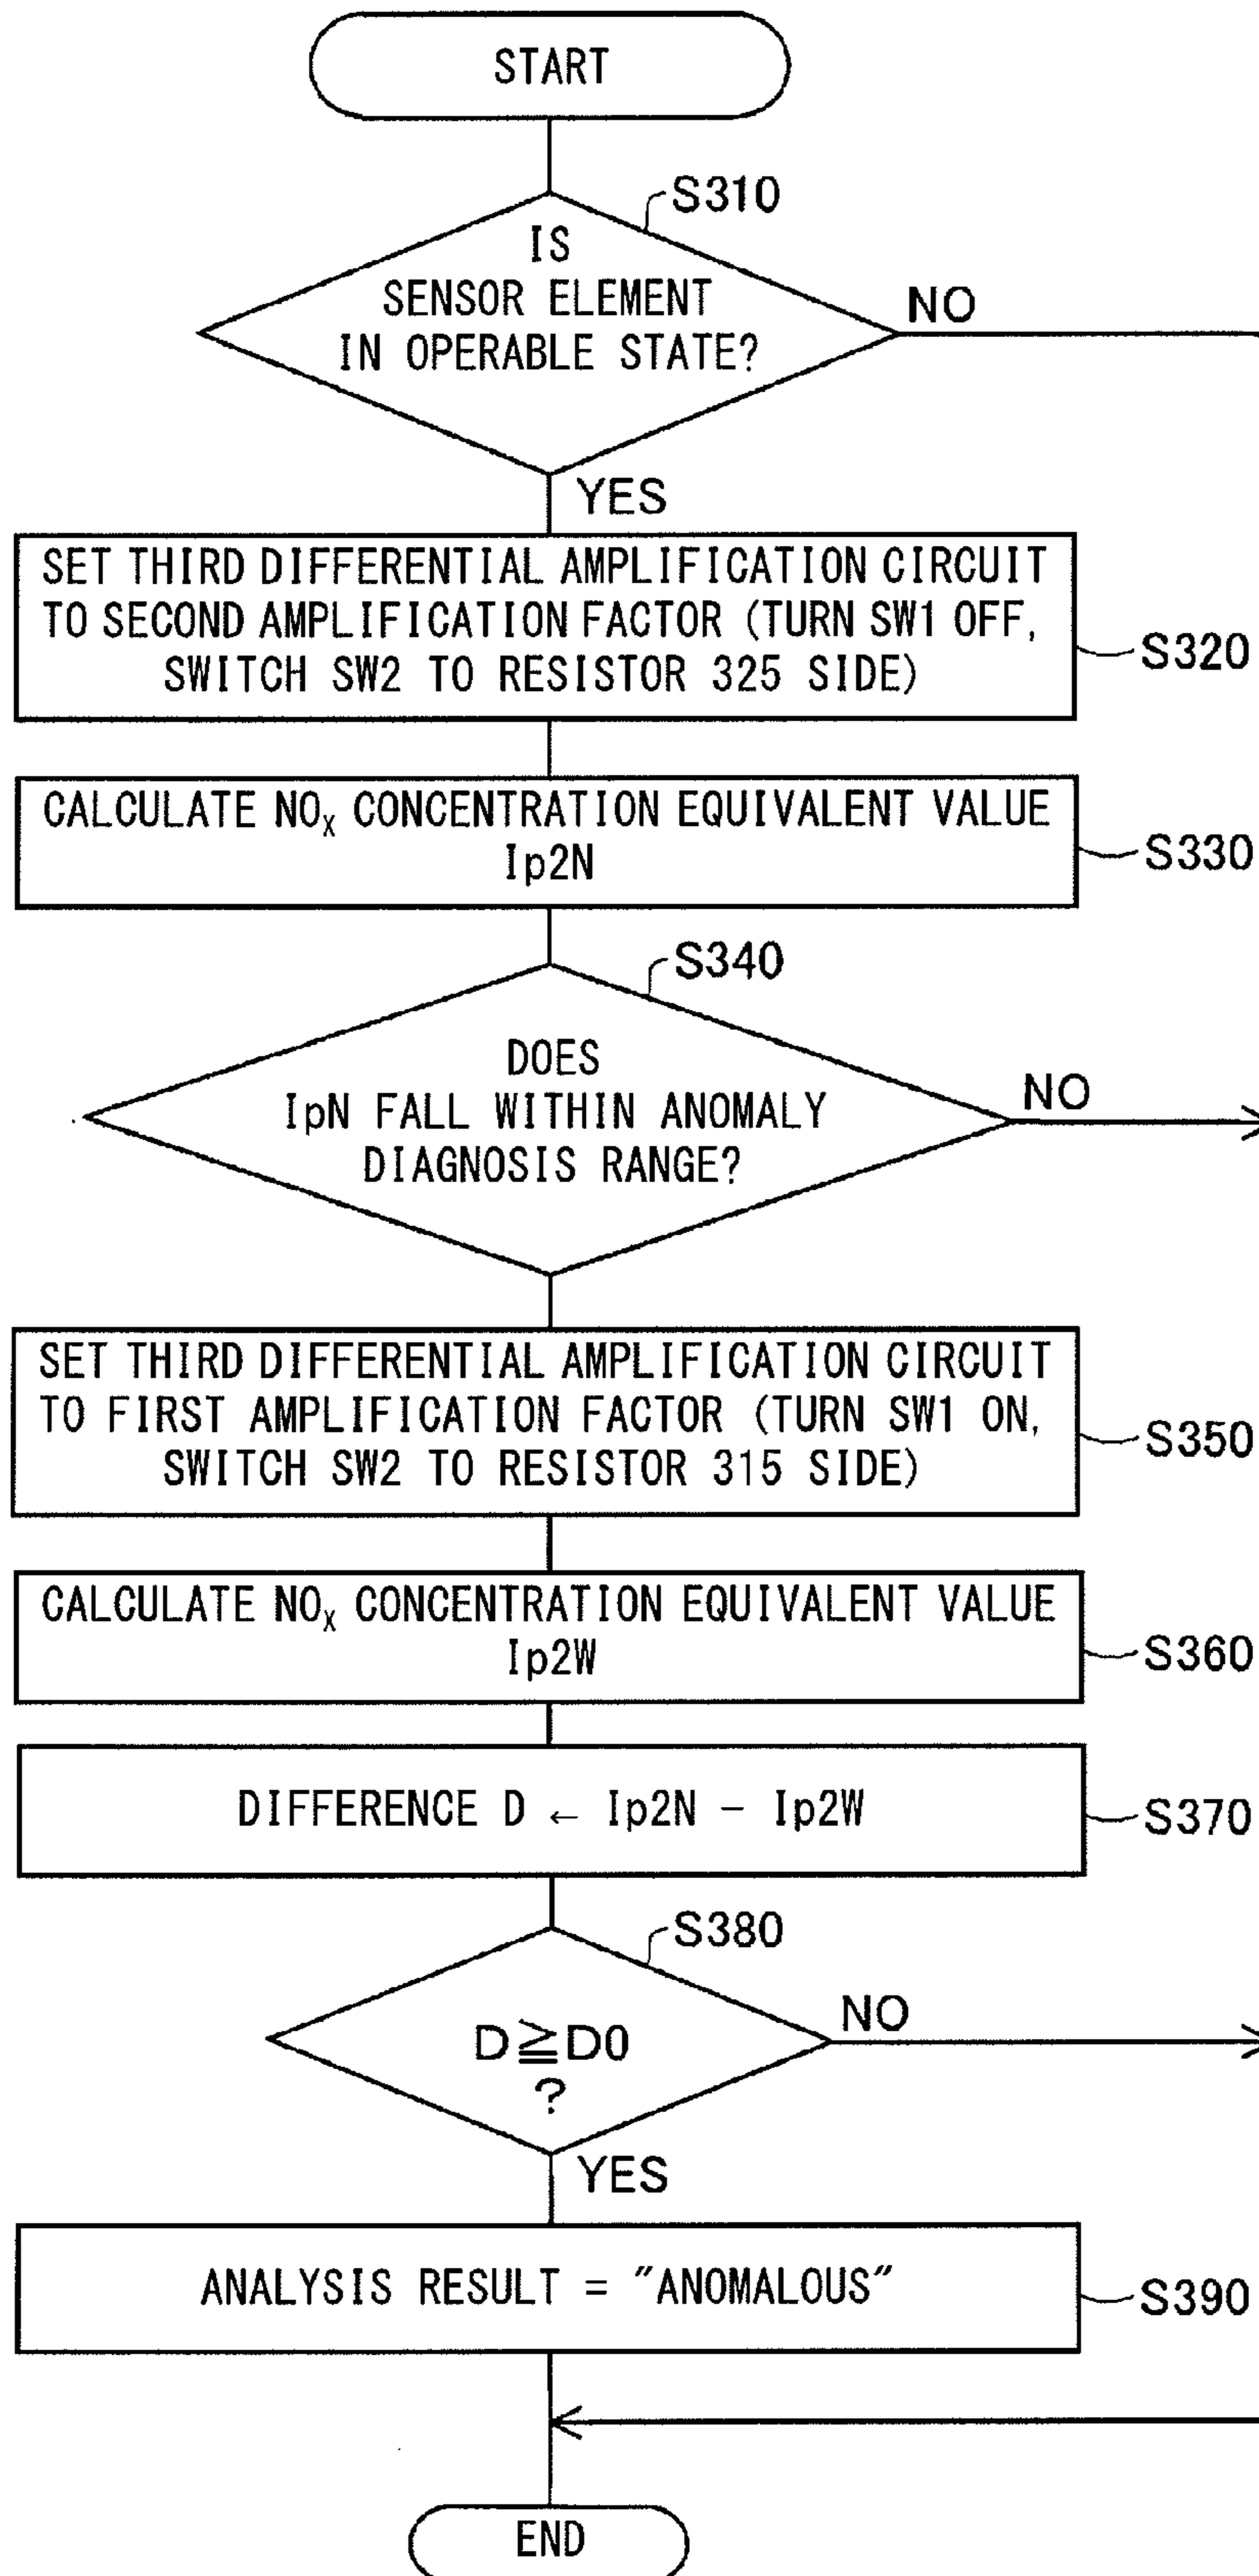 START
S310
IS
SENSOR ELEMENT
IN OPERABLE STATE?
NO
YES
SET THIRD DIFFERENTIAL AMPLIFICATION CIRCUIT
TO SECOND AMPLIFICATION FACTOR (TURN SW1 OFF,
SWITCH SW2 TO RESISTOR 325 SIDE)
S320
CALCULATE NOX CONCENTRATION EQUIVALENT VALUE
Ip2N
S330
S340
DOES
IpN FALL WITHIN ANOMALY
DIAGNOSIS RANGE?
NO
SET THIRD DIFFERENTIAL AMPLIFICATION CIRCUIT
TO FIRST AMPLIFICATION FACTOR (TURN SW1 ON,
SWITCH SW2 TO RESISTOR 315 SIDE)
S350
CALCULATE NOX CONCENTRATION EQUIVALENT VALUE
Ip2W
S360
DIFFERENCE D ← Ip2N - Ip2W
S370
S380
D≧D0
?
NO
YES
ANALYSIS RESULT = "ANOMALOUS"
S390
END